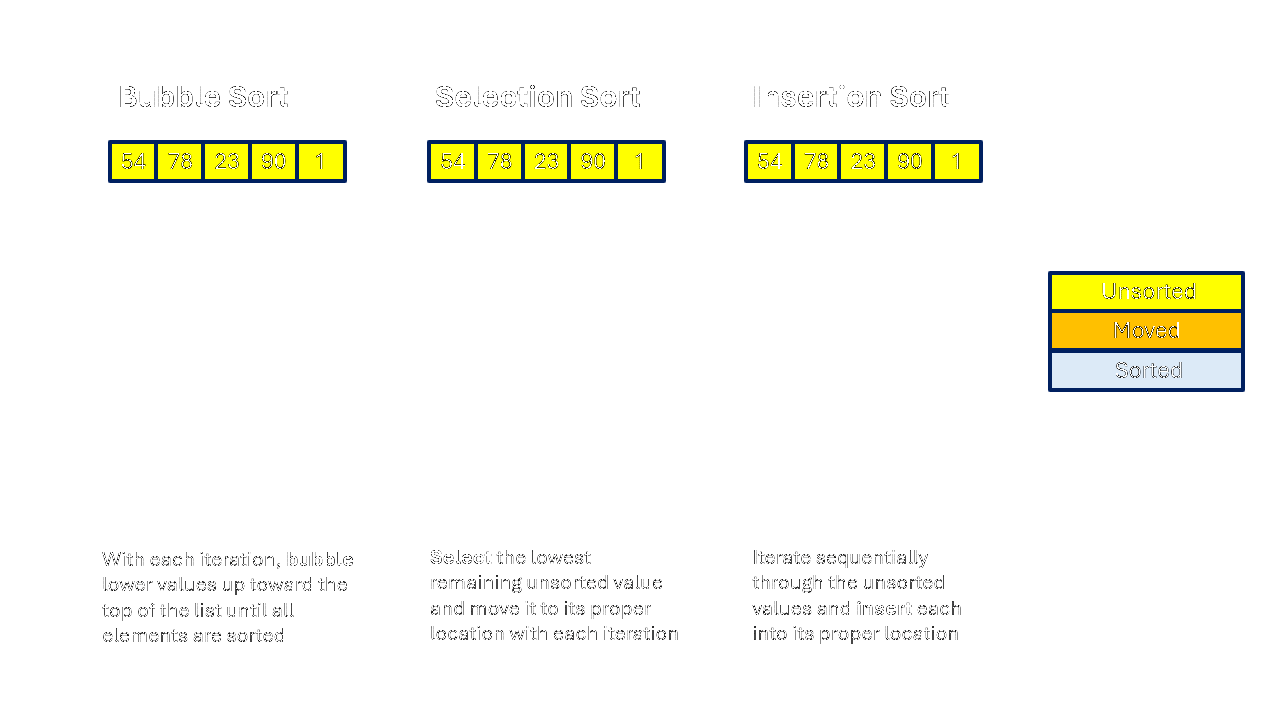 Bubble Sort
Selection Sort
Insertion Sort
54 78 23 90 1
54 78 23 90 1
54 78 23 90 1
Unsorted
Moved
Sorted
With each iteration, bubble
lower values up toward the
top of the list until all
elements are sorted
Select the lowest
remaining unsorted value
and move it to its proper
location with each iteration
Iterate sequentially
through the unsorted
values and insert each
into its proper location